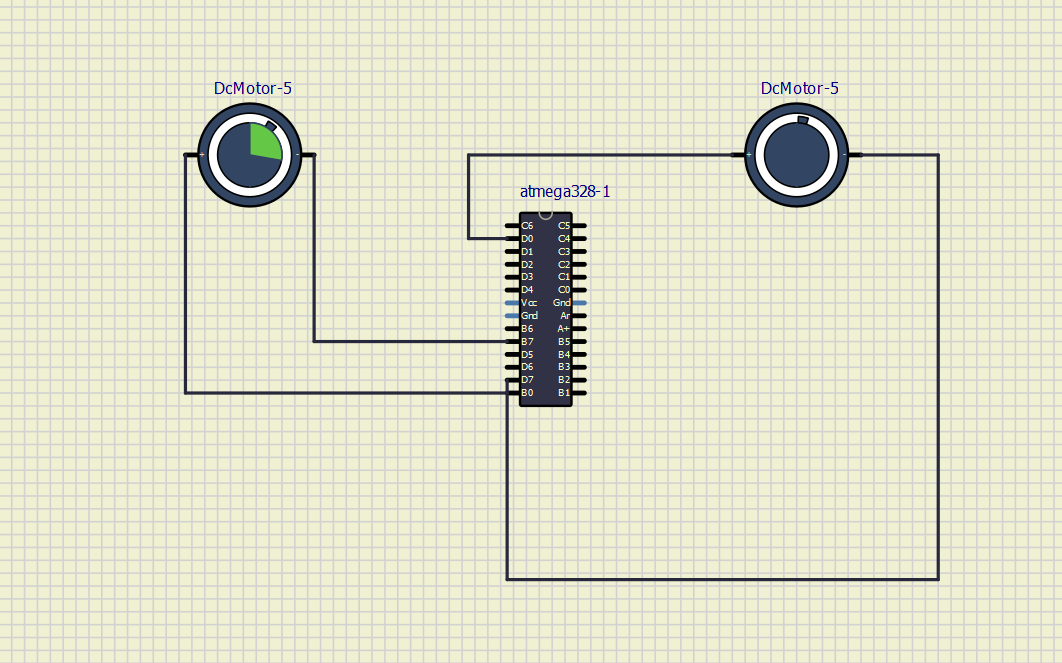 DcMotor-5
DcMotor-5
+ -
+ -
atmega328-1
C6 C5
D0 C4
D1 C3
D2 C2
D3 C1
D4 C0
Vcc Gnd
Gnd Ar
B6 A+
B7 B5
D5 B4
D6 B3
D7 B2
B0 B1